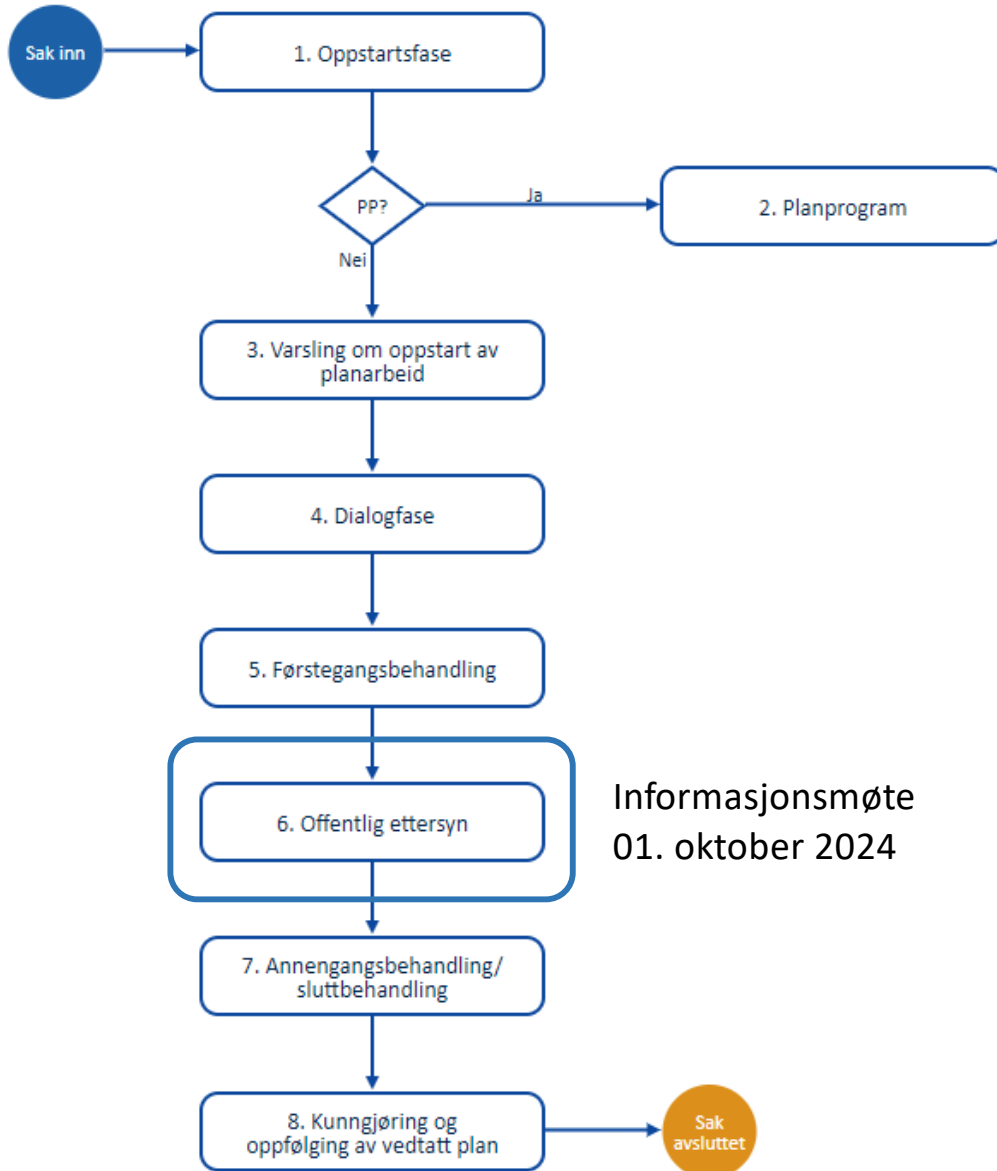 Sak inn
1. Oppstartsfase
PP?
Ja
2. Planprogram
Nei
3. Varsling om oppstart av
planarbeid
4. Dialogfase
5. Førstegangsbehandling
6. Offentlig ettersyn
Informasjonsmøte
01. oktober 2024
7. Annengangsbehandling/
sluttbehandling
8. Kunngjøring og
oppfølging av vedtatt plan
Sak
avsluttet